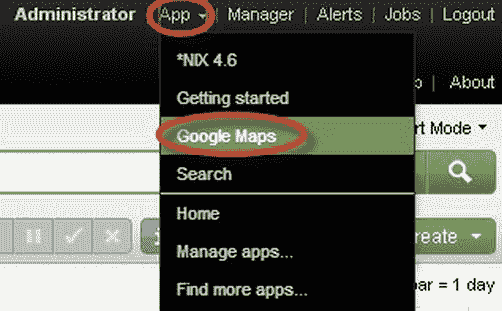 Administrator | App | Manager | Alerts | Jobs | Logout
*NIX 4.6
Getting started
About
Google Maps
rt Mode
Search
Home
reate
Manage apps...
Find more apps...
bar = 1 day